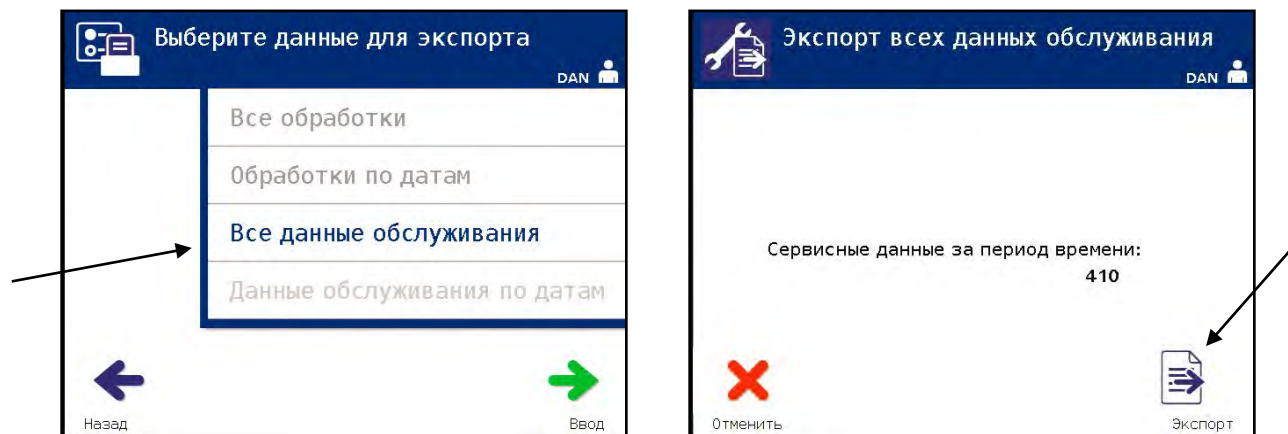 Выберите данные для экспорта
DAN
Все обработки
Обработки по датам
Все данные обслуживания
Данные обслуживания по датам
Назад
Ввод
Экспорт всех данных обслуживания
DAN
Сервисные данные за период времени:
410
Отменить
Экспорт